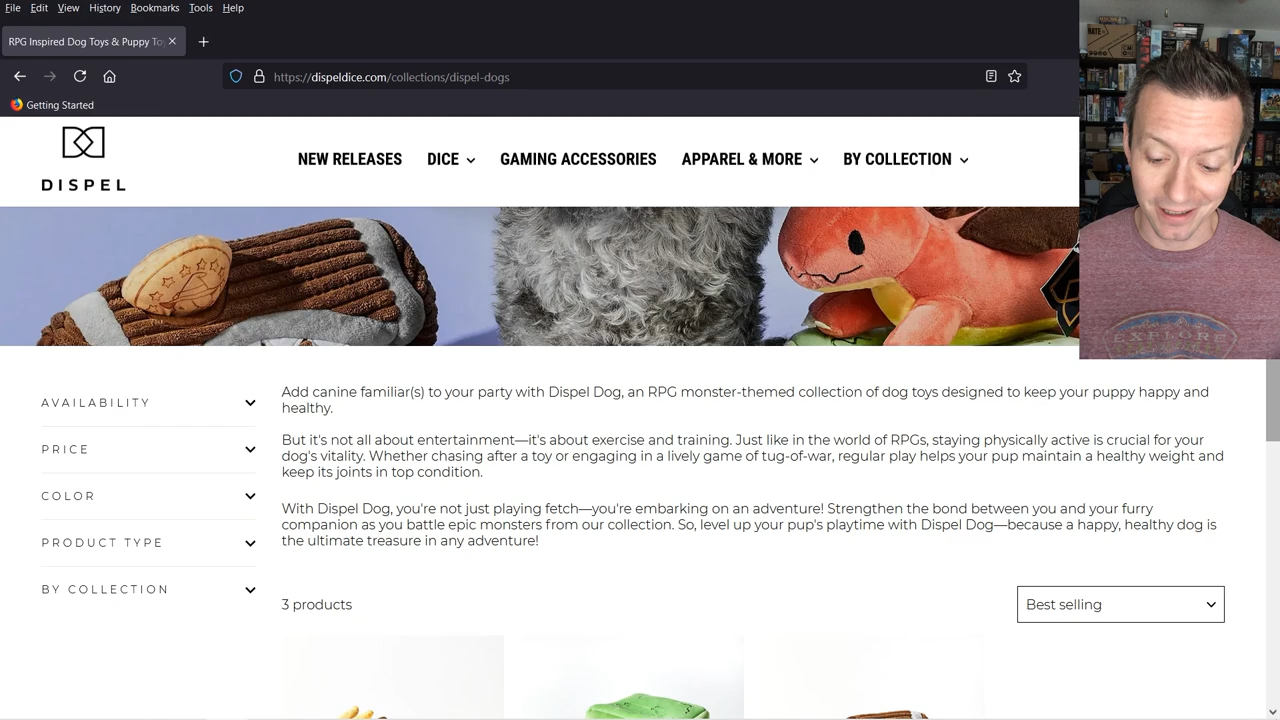 File Edit View History Bookmarks Tools Help
RPG Inspired Dog Toys & Puppy To
https://dispeldice.com/collections/dispel-dogs
Getting Started
DISPEL
NEW RELEASES DICE GAMING ACCESSORIES APPAREL & MORE BY COLLECTION
EXPLORE
AVAILABILITY
PRICE
COLOR
PRODUCT TYPE
BY COLLECTION
Add canine familiar(s) to your party with Dispel Dog, an RPG monster-themed collection of dog toys designed to keep your puppy happy and
healthy.
But it's not all about entertainment—it's about exercise and training. Just like in the world of RPGs, staying physically active is crucial for your
dog's vitality. Whether chasing after a toy or engaging in a lively game of tug-of-war, regular play helps your pup maintain a healthy weight and
keep its joints in top condition.
With Dispel Dog, you're not just playing fetch—you're embarking on an adventure! Strengthen the bond between you and your furry
companion as you battle epic monsters from our collection. So, level up your pup's playtime with Dispel Dog—because a happy, healthy dog is
the ultimate treasure in any adventure!
3 products
Best selling